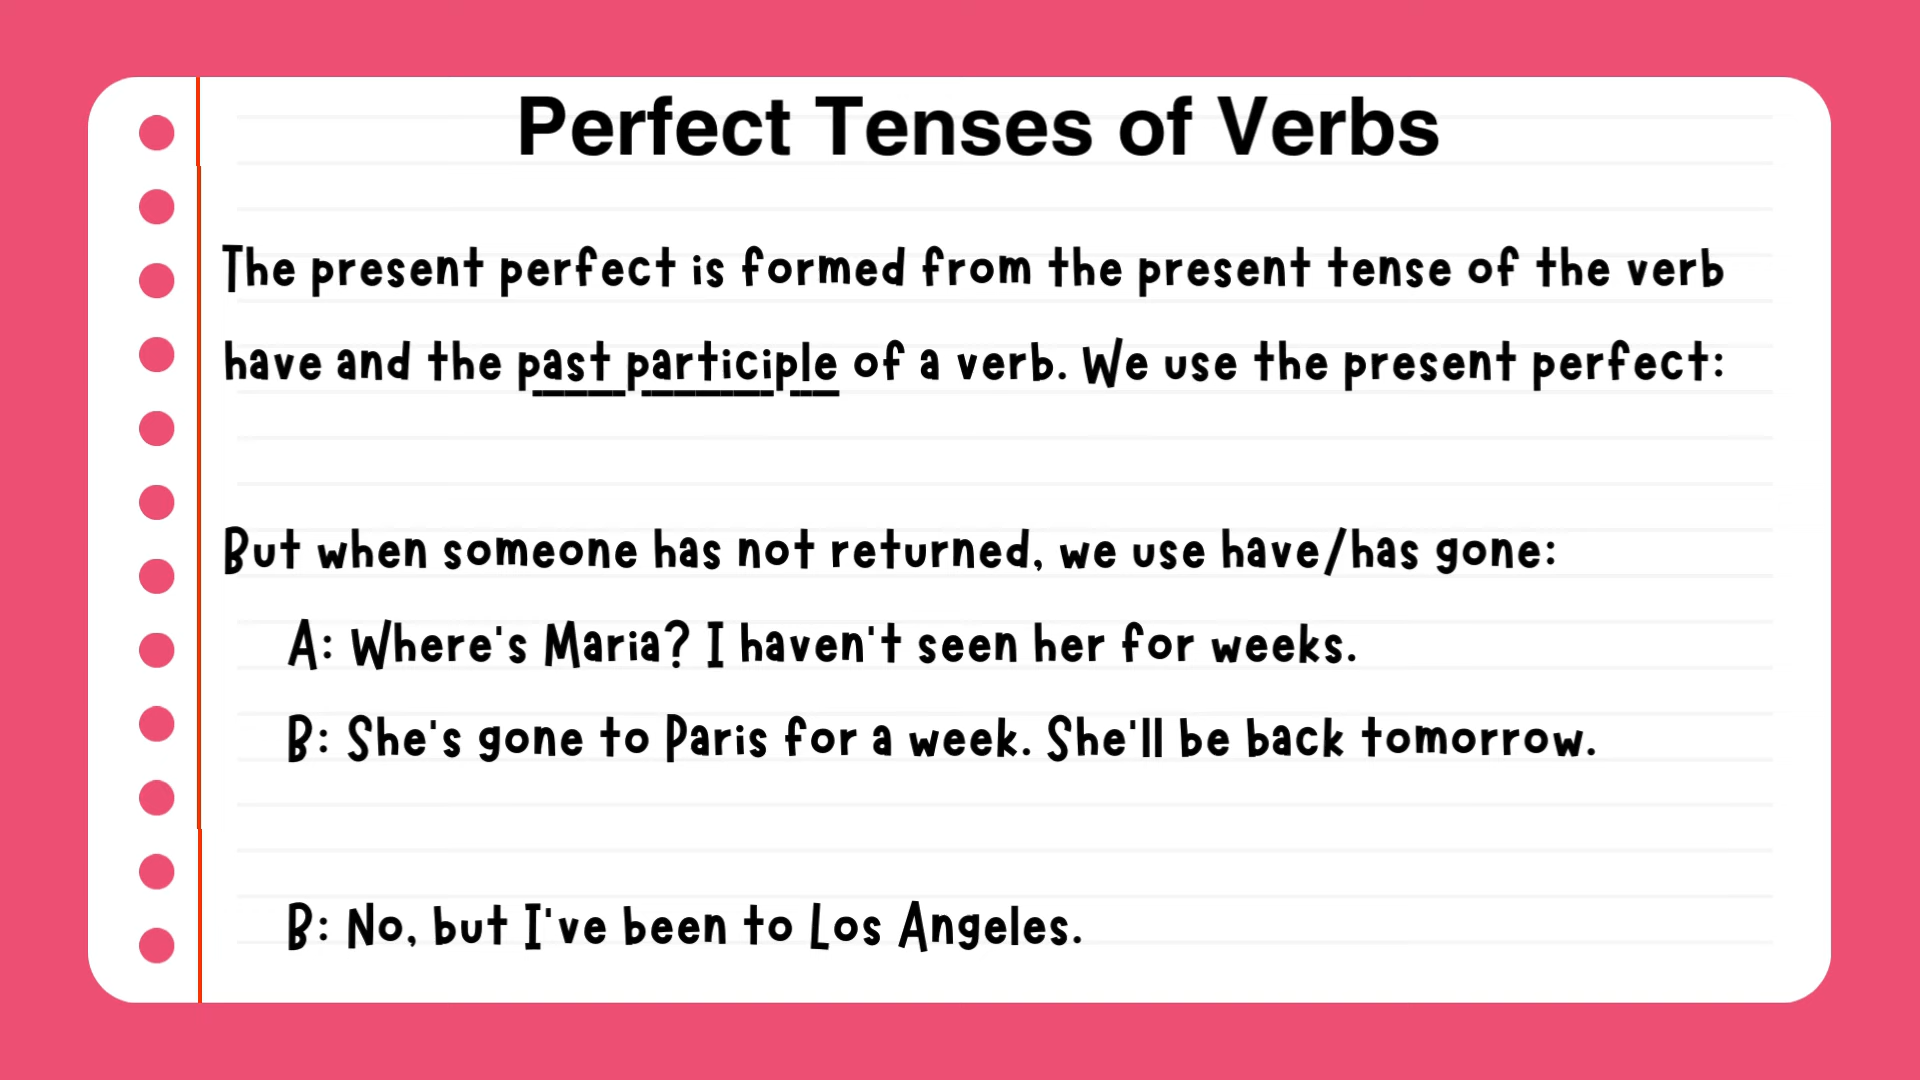 Perfect Tenses of Verbs
The present perfect is formed from the present tense of the verb
have and the past participle of a verb. We use the present perfect:
But when someone has not returned, we use have/has gone:
A: Where's Maria? I haven't seen her for weeks.
B: She's gone to Paris for a week. She'll be back tomorrow.
B: No, but I've been to Los Angeles.